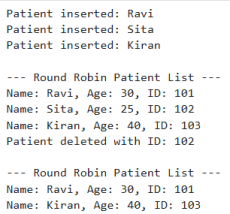 Patient inserted: Ravi
Patient inserted: Sita
Patient inserted: Kiran

--- Round Robin Patient List ---
Name: Ravi, Age: 30, ID: 101
Name: Sita, Age: 25, ID: 102
Name: Kiran, Age: 40, ID: 103
Patient deleted with ID: 102

--- Round Robin Patient List ---
Name: Ravi, Age: 30, ID: 101
Name: Kiran, Age: 40, ID: 103